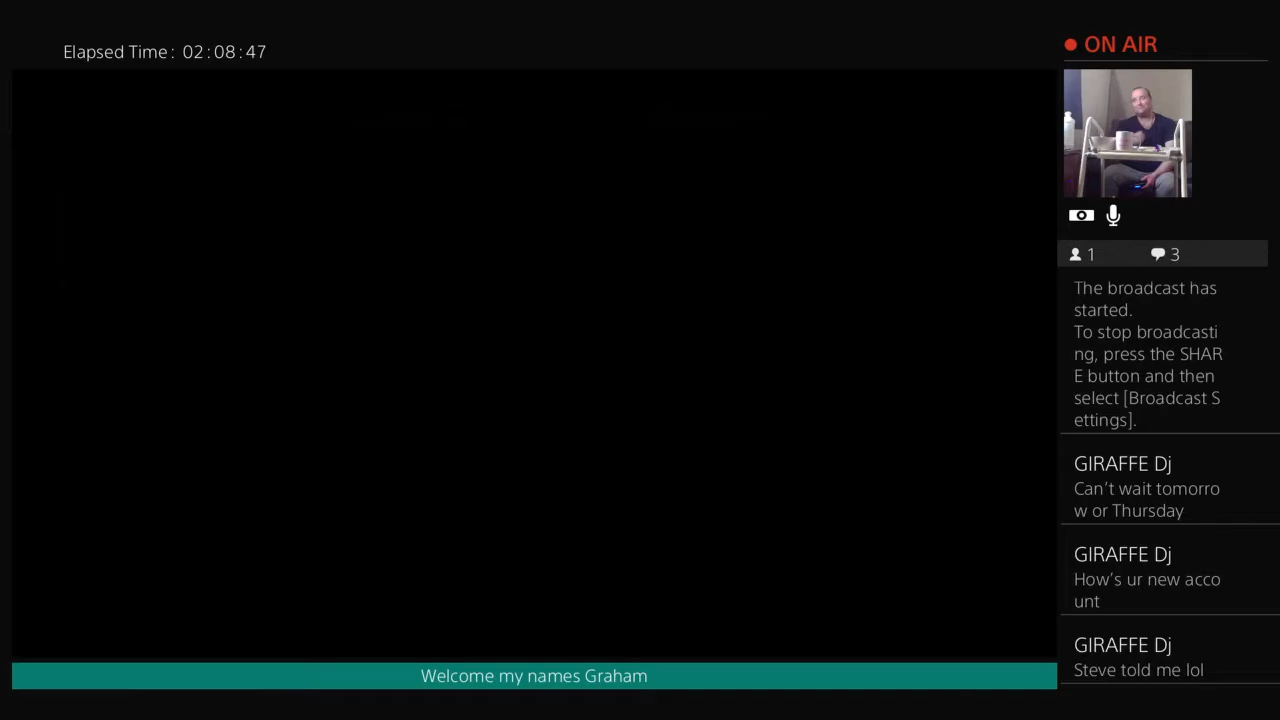 Elapsed Time: 02:08:47
ON AIR
1 3
The broadcast has
started.
To stop broadcasti
ng, press the SHAR
E button and then
select [Broadcast S
ettings].
GIRAFFE Dj
Can't wait tomorro
w or Thursday
GIRAFFE Dj
How's ur new acco
unt
GIRAFFE Dj
Steve told me lol
Welcome my names Graham